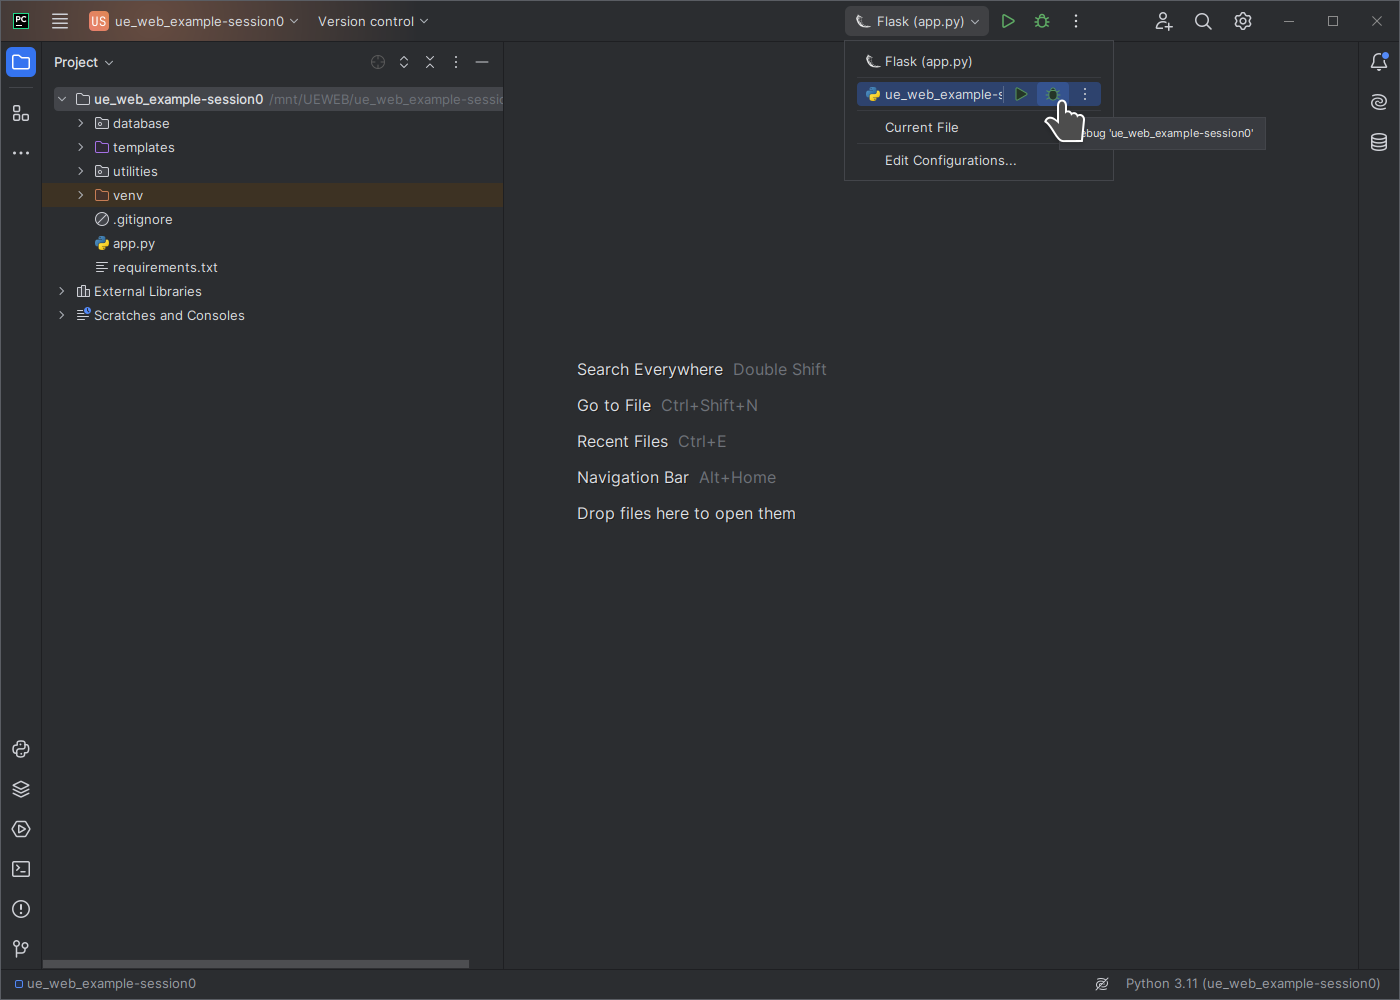 PC US ue_web_example-session0 Version control Flask (app.py)
Project
Flask (app.py)
ue_web_example-session0 /mnt/UEWEB/ue_web_example-sessio
ue_web_example-s
database
Current File
ebug 'ue_web_example-session0'
templates
Edit Configurations...
utilities
venv
.gitignore
app.py
requirements.txt
External Libraries
Scratches and Consoles
Search Everywhere Double Shift
Go to File Ctrl+Shift+N
Recent Files Ctrl+E
Navigation Bar Alt+Home
Drop files here to open them
ue_web_example-session0 Python 3.11 (ue_web_example-session0)